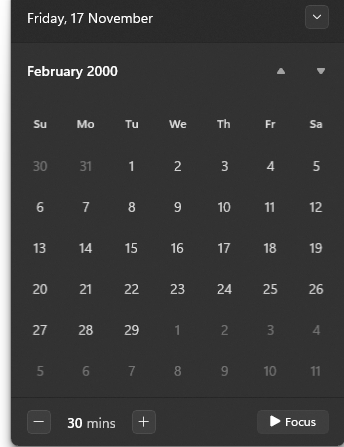 Friday, 17 November
February 2000
Su Mo Tu We Th Fr Sa
30 31 1 2 3 4 5
6 7 8 9 10 11 12
13 14 15 16 17 18 19
20 21 22 23 24 25 26
27 28 29 1 2 3 4
5 6 7 8 9 10 11
30 mins Focus